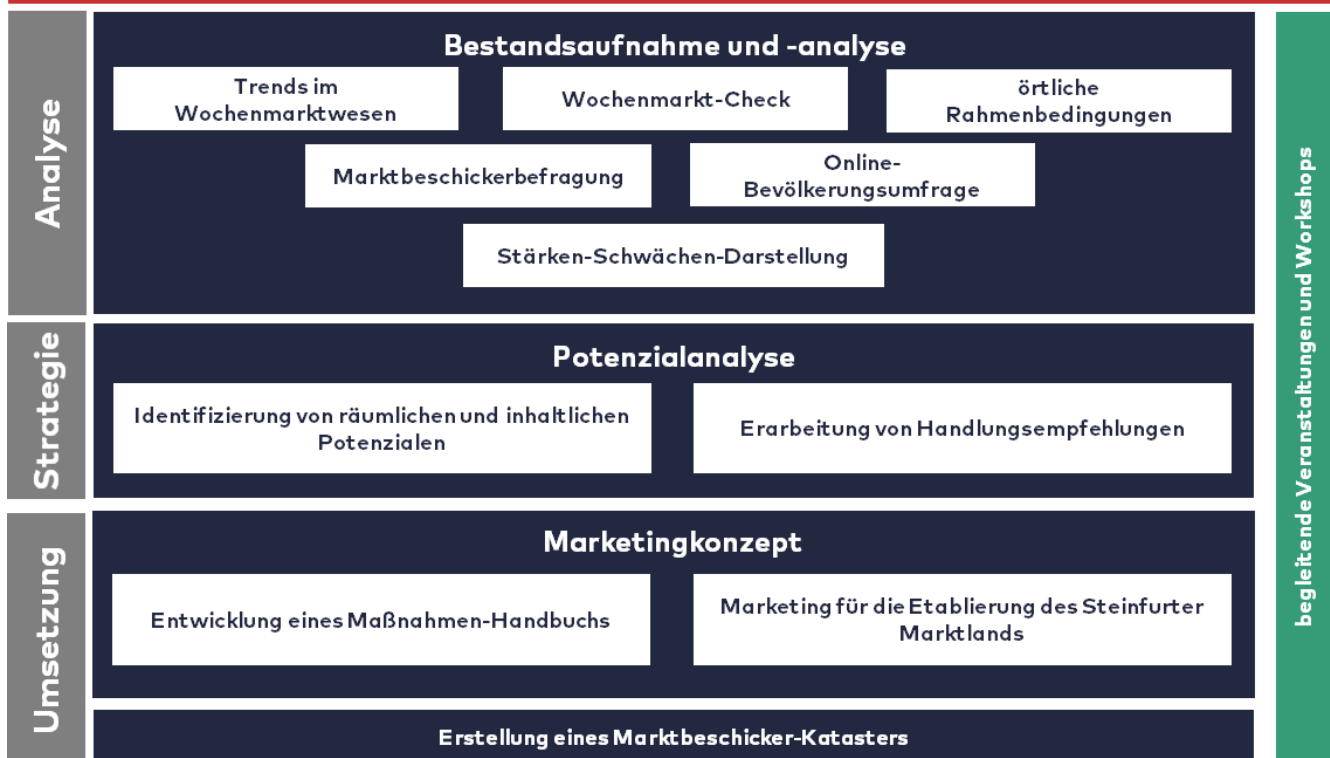 Analyse
Bestandsaufnahme und -analyse
Trends im
Wochenmarktwesen
Wochenmarkt-Check
örtliche
Rahmenbedingungen
Marktbeschickerbefragung
Online-
Bevölkerungsumfrage
Stärken-Schwächen-Darstellung
Strategie
Potenzialanalyse
Identifizierung von räumlichen und inhaltlichen
Potenzialen
Erarbeitung von Handlungsempfehlungen
Umsetzung
Marketingkonzept
Entwicklung eines Maßnahmen-Handbuchs
Marketing für die Etablierung des Steinfurter
Marktlands
Erstellung eines Marktbeschicker-Katasters
begleitende Veranstaltungen und Workshops